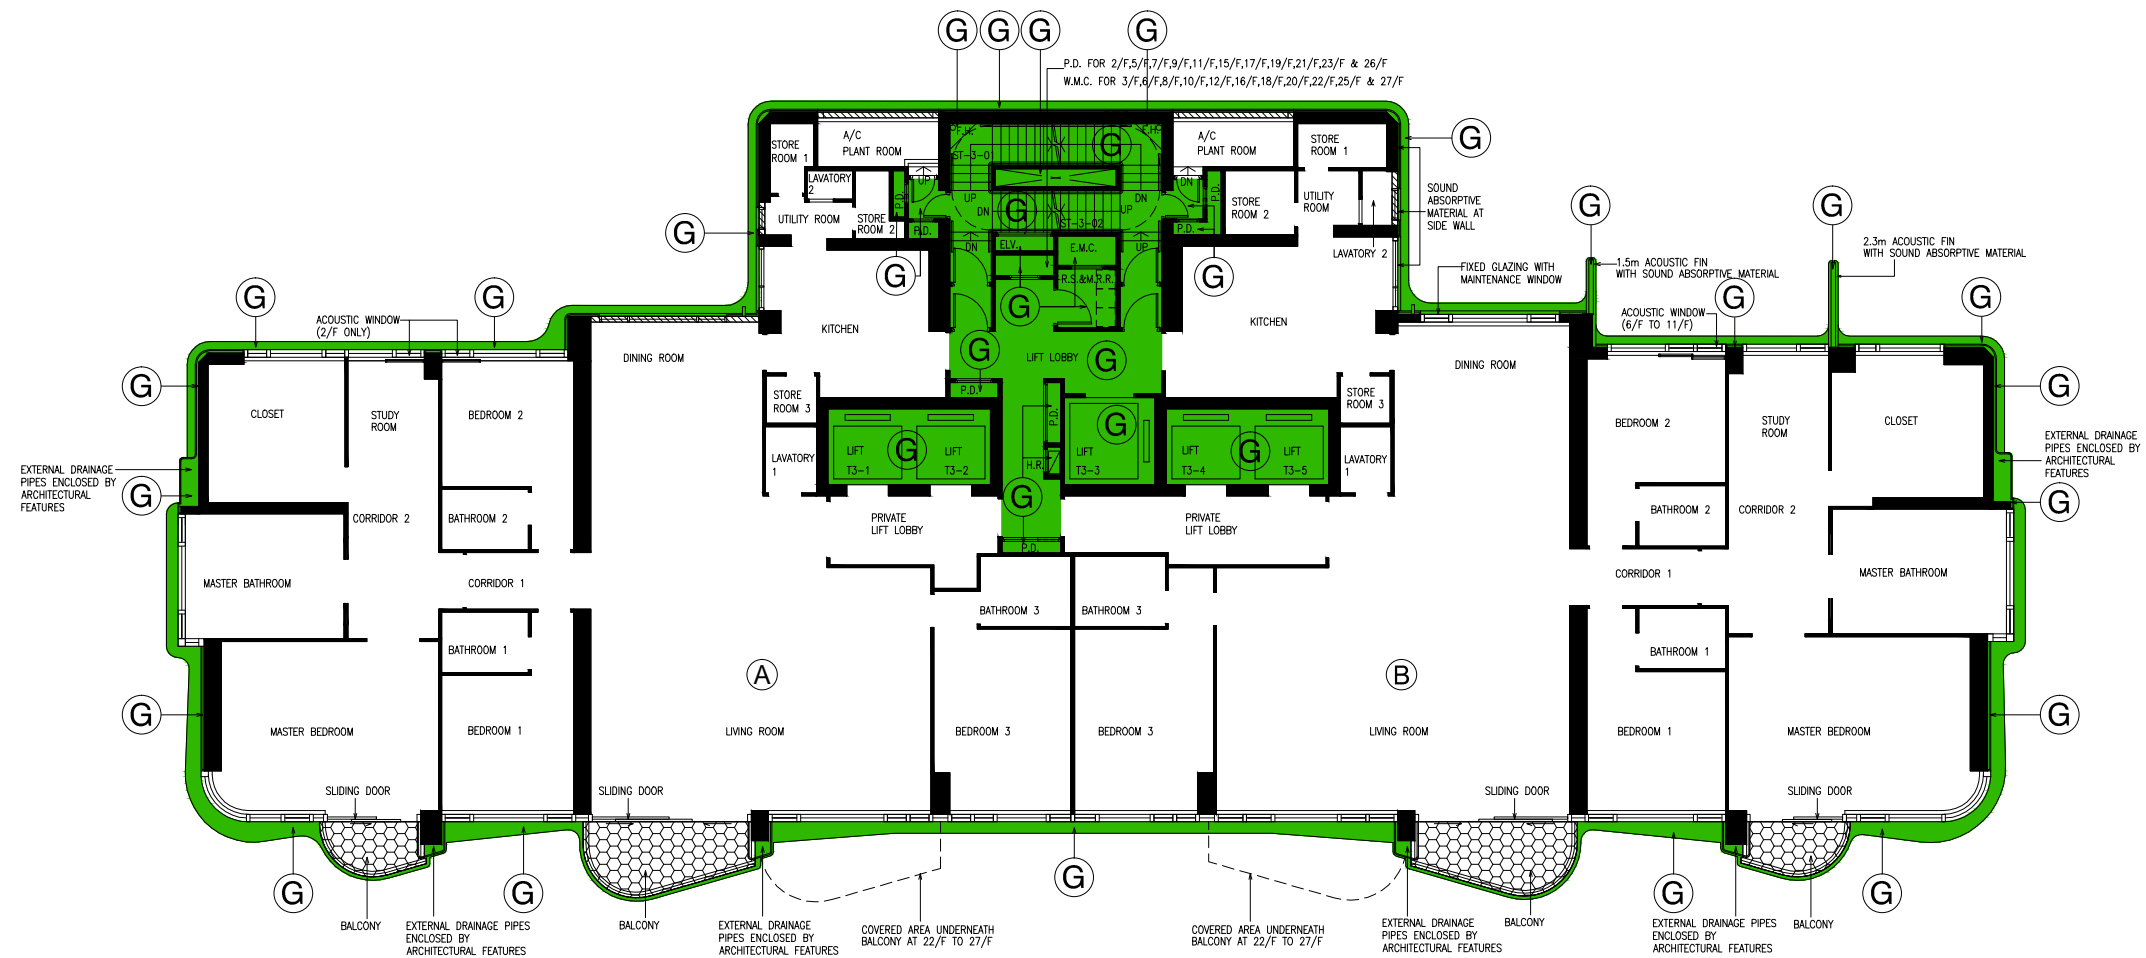 G G G G
P.D. FOR 2/F,5/F,7/F,9/F,11/F,15/F,17/F,19/F,21/F,23/F & 26/F
W.M.C. FOR 3/F,6/F,8/F,10/F,12/F,16/F,18/F,20/F,22/F,25/F & 27/F
STORE
ROOM 1
A/C
PLANT ROOM
F.H.
ST-3-01
G
F.H.
A/C
PLANT ROOM
STORE
ROOM 1
G
LAVATORY
2
UP
P.D.
UTILITY ROOM
STORE
ROOM 2
P.D.
UP
DN
G
UP
DN
ST-3-02
DN
UP
DN
P.D.
P.D.
STORE
ROOM 2
UTILITY
ROOM
LAVATORY 2
SOUND
ABSORPTIVE
MATERIAL AT
SIDE WALL
G
G
G
ELV.
E.M.C.
R.S.&M.R.R.
G
G
G
FIXED GLAZING WITH
MAINTENANCE WINDOW
1.5m ACOUSTIC FIN
WITH SOUND ABSORPTIVE MATERIAL
2.3m ACOUSTIC FIN
WITH SOUND ABSORPTIVE MATERIAL
G
G
G
G
ACOUSTIC WINDOW
(2/F ONLY)
ACOUSTIC WINDOW
(6/F TO 11/F)
KITCHEN
KITCHEN
DINING ROOM
G
LIFT LOBBY
G
DINING ROOM
G
G
CLOSET
STUDY
ROOM
BEDROOM 2
STORE
ROOM 3
P.D.
P.D.
G
STORE
ROOM 3
BEDROOM 2
STUDY
ROOM
CLOSET
EXTERNAL DRAINAGE
PIPES ENCLOSED BY
ARCHITECTURAL
FEATURES
G
LAVATORY
1
LIFT
T3-1
G
LIFT
T3-2
H.R.
G
LIFT
T3-3
LIFT
T3-4
G
LIFT
T3-5
LAVATORY
1
EXTERNAL DRAINAGE
PIPES ENCLOSED BY
ARCHITECTURAL
FEATURES
G
CORRIDOR 2
BATHROOM 2
PRIVATE
LIFT LOBBY
P.D.
PRIVATE
LIFT LOBBY
BATHROOM 2
CORRIDOR 2
MASTER BATHROOM
CORRIDOR 1
CORRIDOR 1
MASTER BATHROOM
BATHROOM 3
BATHROOM 3
BATHROOM 1
BATHROOM 1
A
B
G
MASTER BEDROOM
BEDROOM 1
LIVING ROOM
BEDROOM 3
BEDROOM 3
LIVING ROOM
BEDROOM 1
MASTER BEDROOM
G
SLIDING DOOR
SLIDING DOOR
SLIDING DOOR
SLIDING DOOR
G
G
G
G
G
BALCONY
EXTERNAL DRAINAGE PIPES
ENCLOSED BY
ARCHITECTURAL FEATURES
BALCONY
EXTERNAL DRAINAGE
PIPES ENCLOSED BY
ARCHITECTURAL FEATURES
COVERED AREA UNDERNEATH
BALCONY AT 22/F TO 27/F
COVERED AREA UNDERNEATH
BALCONY AT 22/F TO 27/F
EXTERNAL DRAINAGE
PIPES ENCLOSED BY
ARCHITECTURAL FEATURES
BALCONY
EXTERNAL DRAINAGE PIPES
ENCLOSED BY
ARCHITECTURAL FEATURES
BALCONY